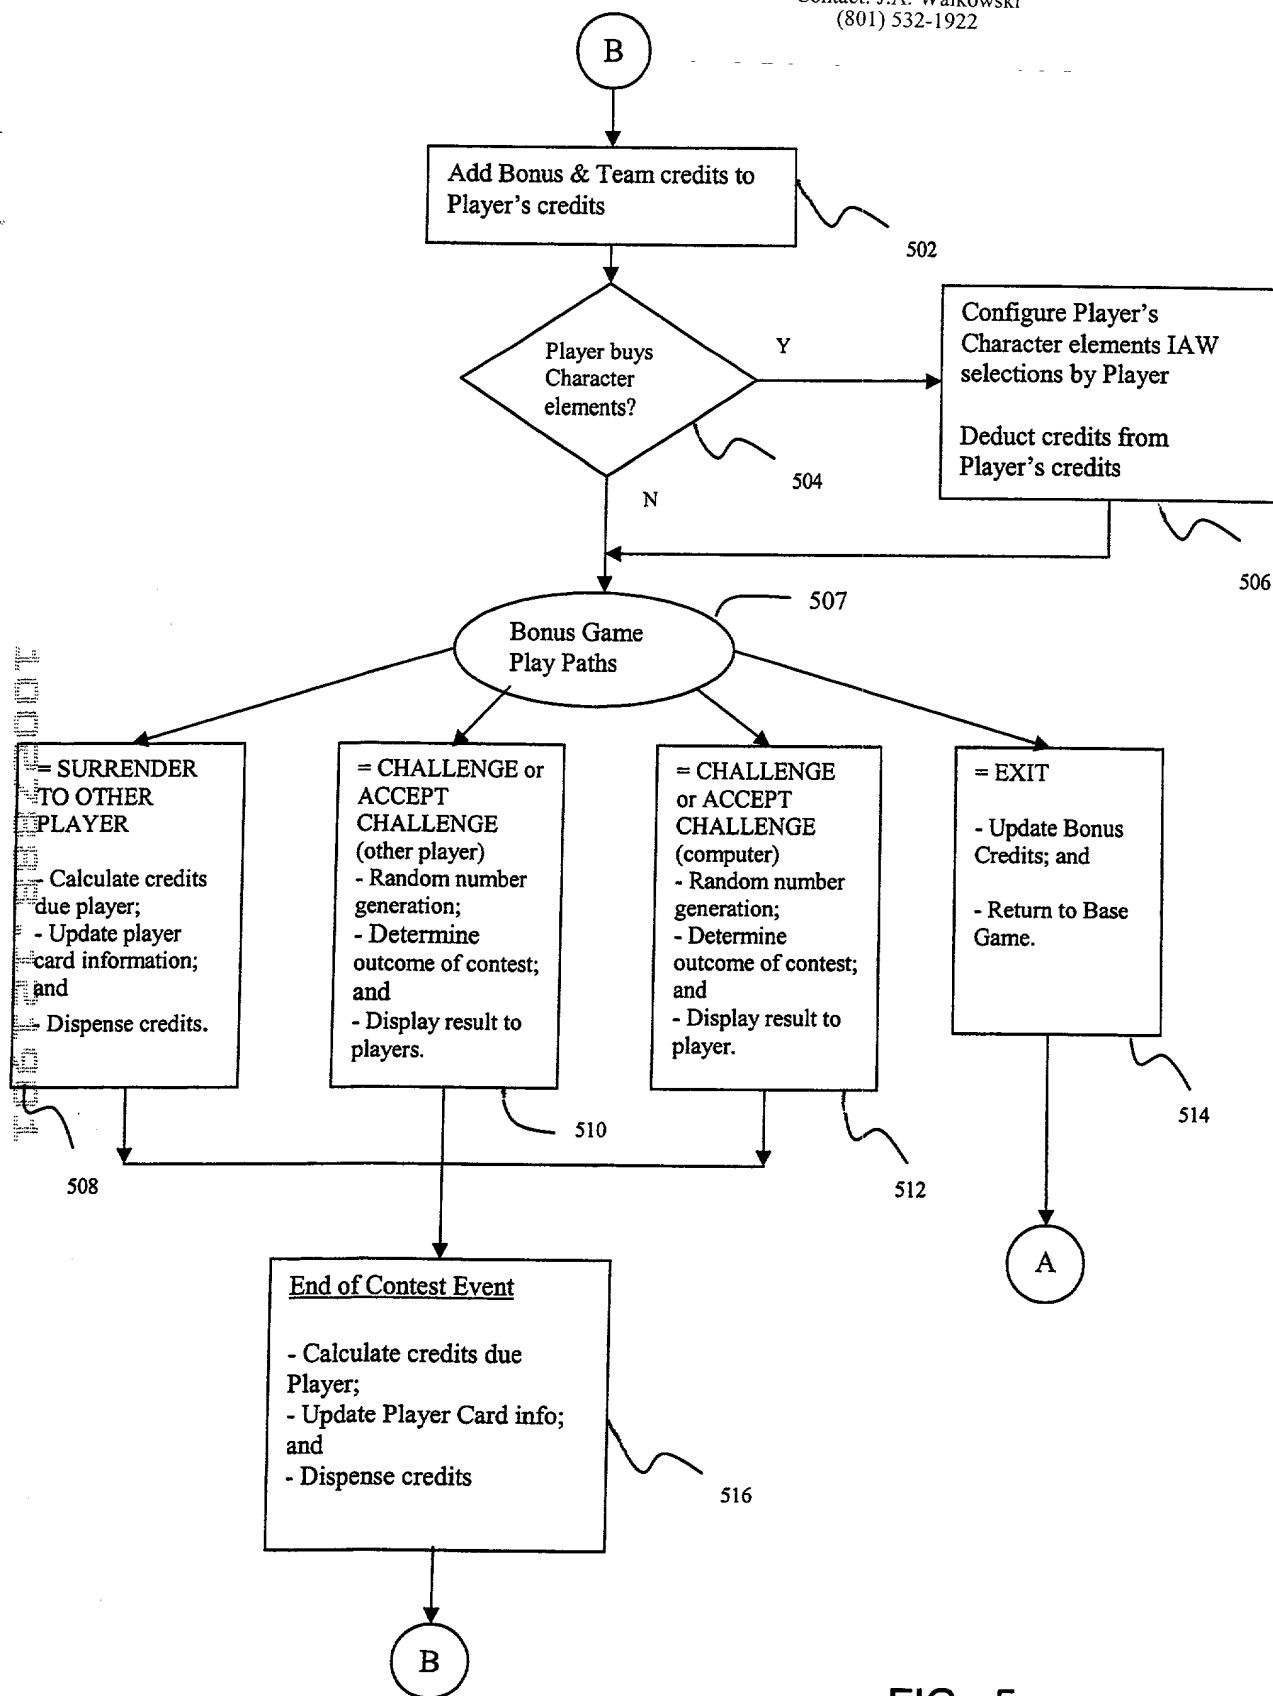 (801) 532-1922
B
Add Bonus & Team credits to
Player's credits
502
Player buys
Character
elements?
Y
504
N
Configure Player's
Character elements IAW
selections by Player
Deduct credits from
Player's credits
506
507
Bonus Game
Play Paths
= SURRENDER
TO OTHER
PLAYER
- Calculate credits
due player;
- Update player
card information;
and
- Dispense credits.
508
= CHALLENGE or
ACCEPT
CHALLENGE
(other player)
- Random number
generation;
- Determine
outcome of contest;
and
- Display result to
players.
510
= CHALLENGE
or ACCEPT
CHALLENGE
(computer)
- Random number
generation;
- Determine
outcome of contest;
and
- Display result to
player.
512
= EXIT
- Update Bonus
Credits; and
- Return to Base
Game.
514
A
End of Contest Event
- Calculate credits due
Player;
- Update Player Card info;
and
- Dispense credits
516
B